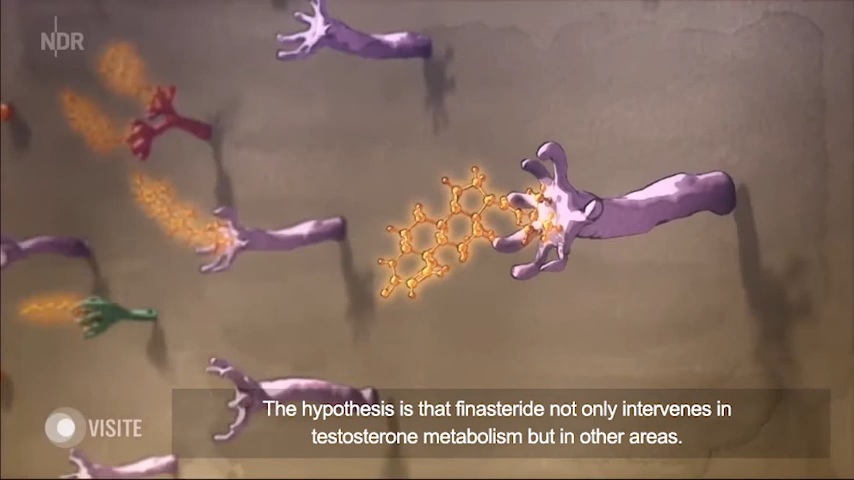 NDR
VISITE
The hypothesis is that finasteride not only intervenes in
testosterone metabolism but in other areas.